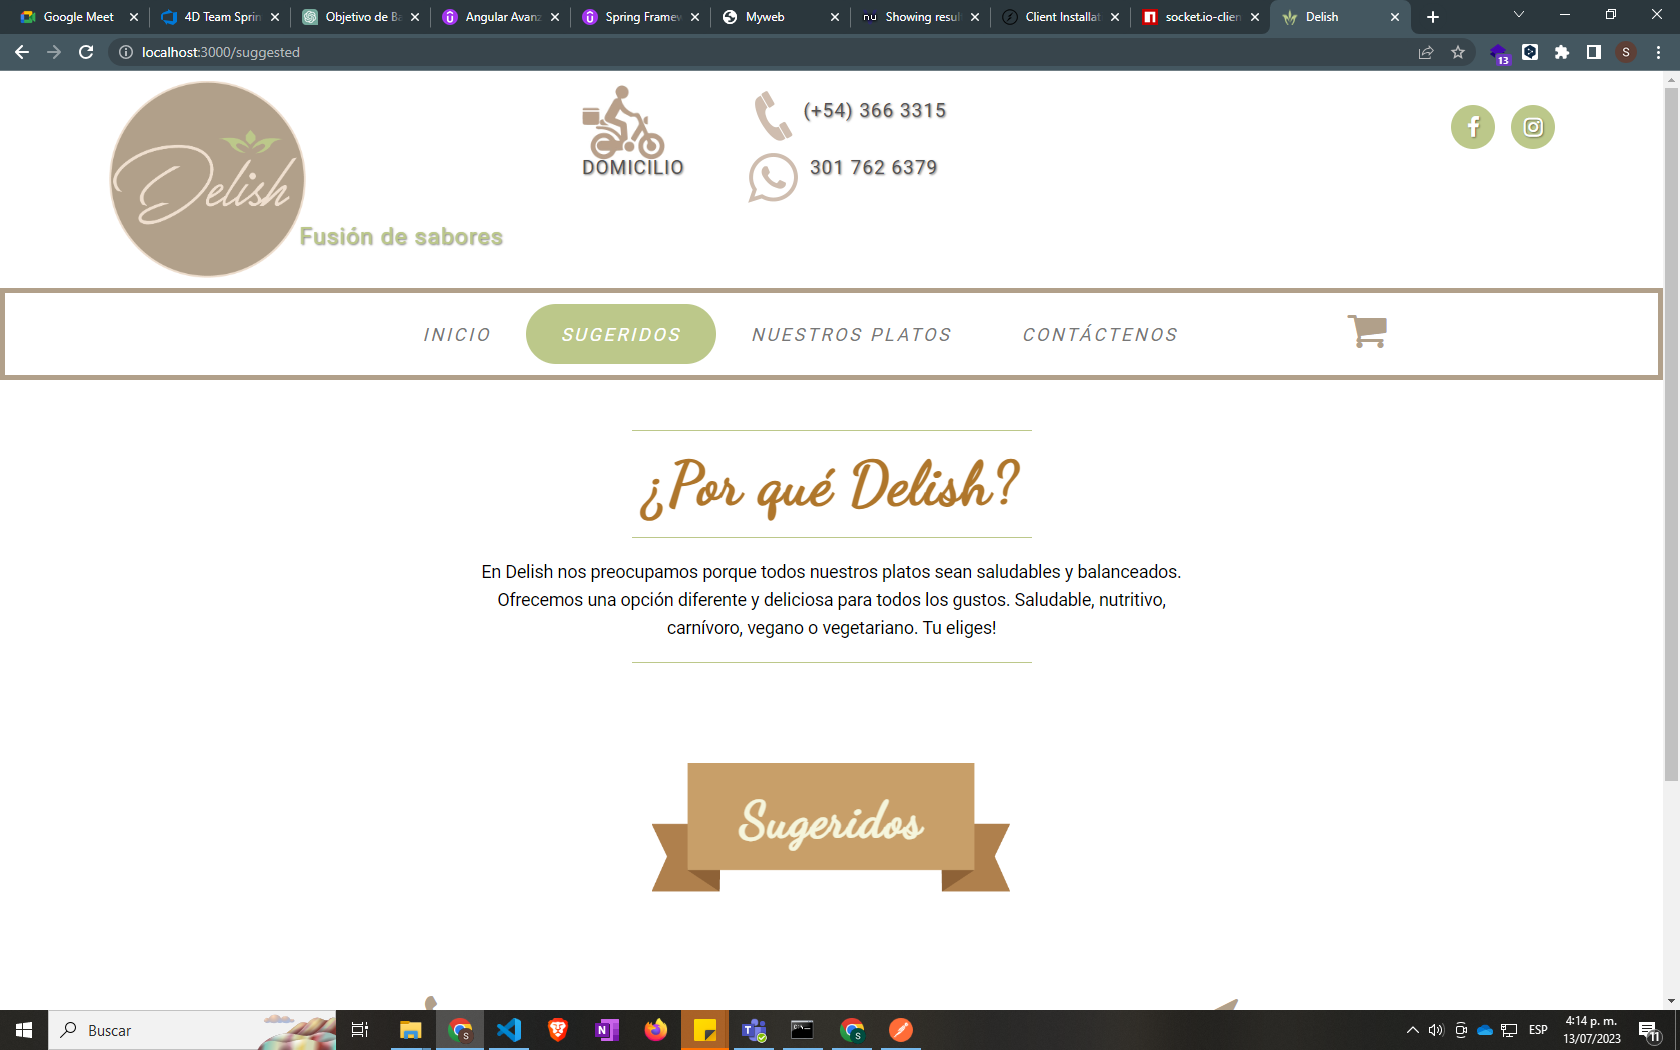 Google Meet
4D Team Sprin
Objetivo de Ba
Angular Avanz
Spring Framew
Myweb
nu Showing resul
Client Installat
socket.io-clien
Delish
localhost:3000/suggested
13
S
Delish
Fusión de sabores
DOMICILIO
(+54) 366 3315
301 762 6379
INICIO
SUGERIDOS
NUESTROS PLATOS
CONTÁCTENOS
¿Por qué Delish?
En Delish nos preocupamos porque todos nuestros platos sean saludables y balanceados.
Ofrecemos una opción diferente y deliciosa para todos los gustos. Saludable, nutritivo,
carnívoro, vegano o vegetariano. Tu eliges!
Sugeridos
Buscar
ESP
4:14 p. m.
13/07/2023
11